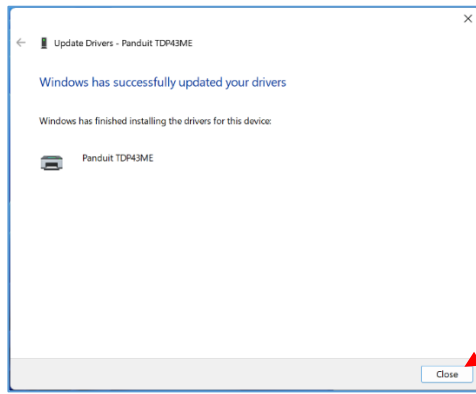 Update Drivers - Panduit TDP43ME
Windows has successfully updated your drivers
Windows has finished installing the drivers for this device:
Panduit TDP43ME
Close